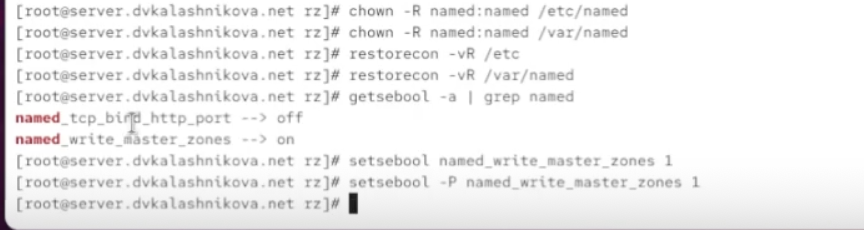 [root@server.dvkalashnikova.net rz]# chown -R named:named /etc/named
[root@server.dvkalashnikova.net rz]# chown -R named:named /var/named
[root@server.dvkalashnikova.net rz]# restorecon -vR /etc
[root@server.dvkalashnikova.net rz]# restorecon -vR /var/named
[root@server.dvkalashnikova.net rz]# getsebool -a | grep named
named_tcp_bind_http_port --> off
named_write_master_zones --> on
[root@server.dvkalashnikova.net rz]# setsebool named_write_master_zones 1
[root@server.dvkalashnikova.net rz]# setsebool -P named_write_master_zones 1
[root@server.dvkalashnikova.net rz]#